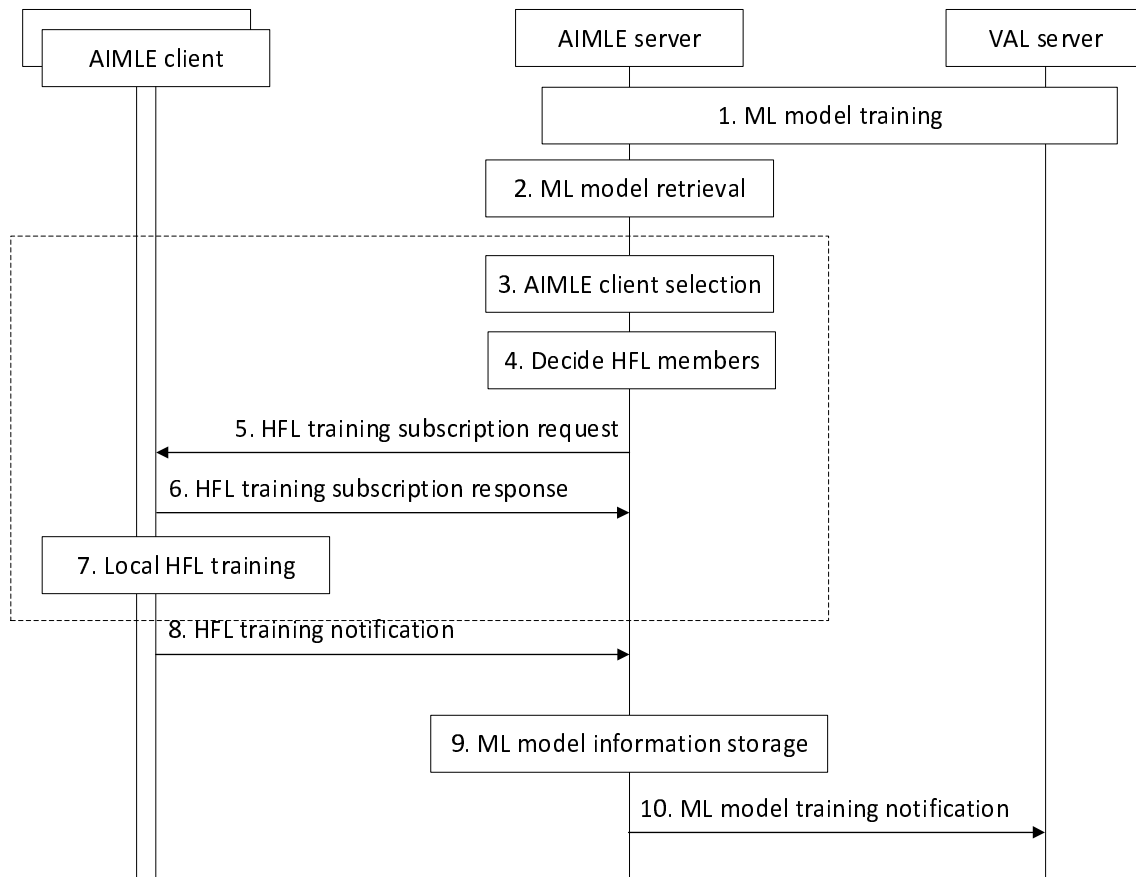 AIMLE client
AIMLE server
VAL server
1. ML model training
2. ML model retrieval
3. AIMLE client selection
4. Decide HFL members
5. HFL training subscription request
6. HFL training subscription response
7. Local HFL training
8. HFL training notification
9. ML model information storage
10. ML model training notification